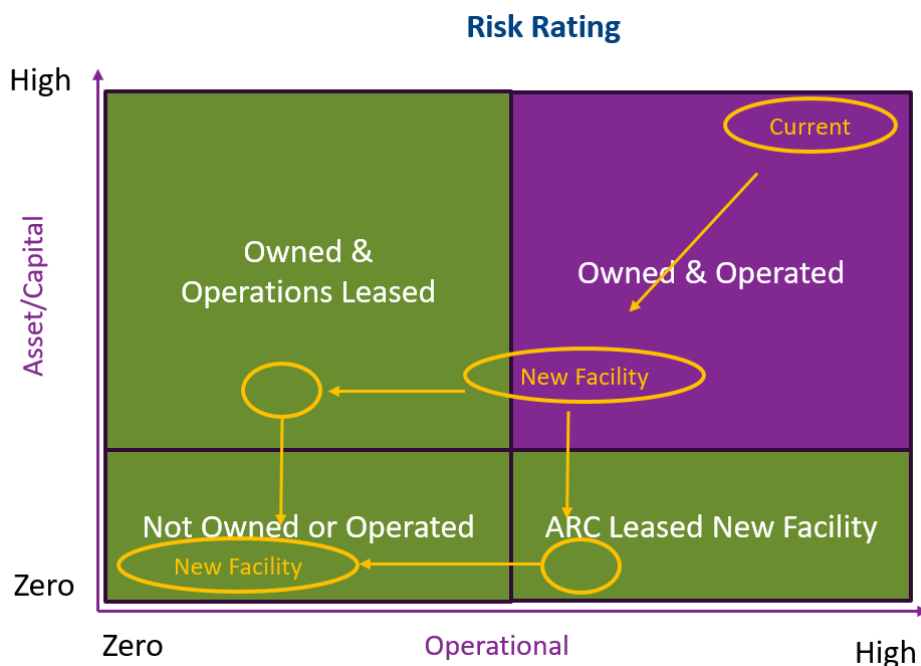 Risk Rating
High
Current
Asset/Capital
Owned &
Operations Leased
Owned & Operated
New Facility
Not Owned or Operated
ARC Leased New Facility
New Facility
Zero
Zero
Operational
High